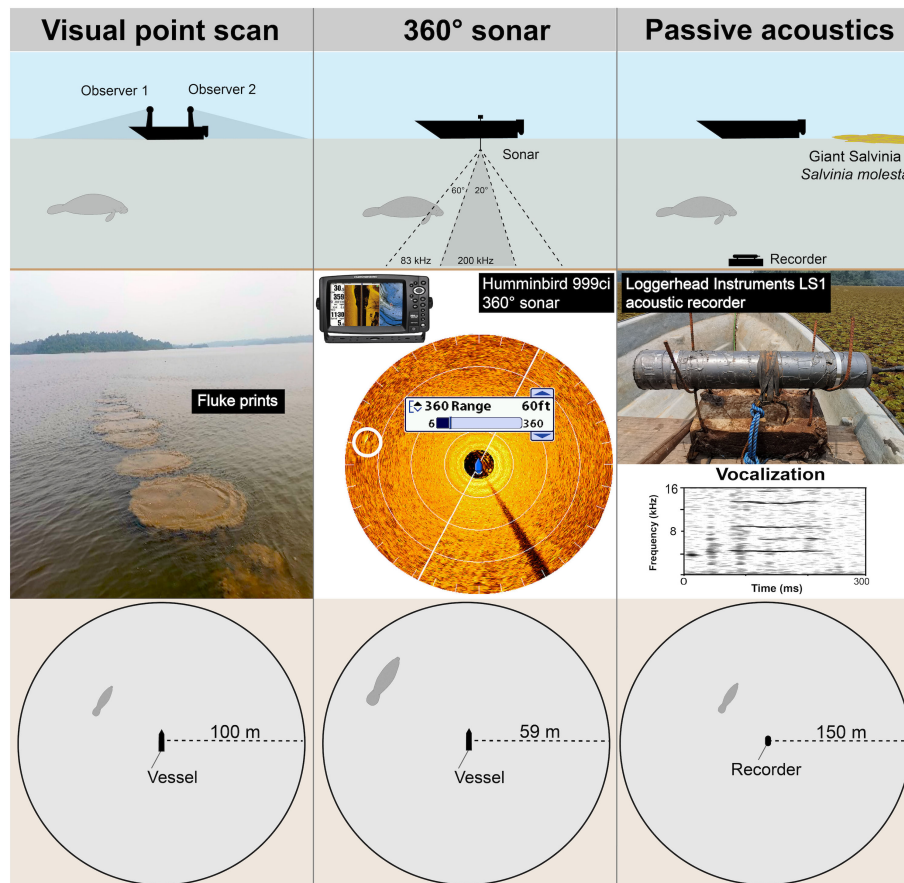 Visual point scan
360° sonar
Passive acoustics
Observer 1
Observer 2
Sonar
60°
20°
83 kHz
200 kHz
Giant Salvinia
Salvinia molesta
Recorder
Fluke prints
Humminbird 999ci
360° sonar
360 Range 60ft
6 360
Loggerhead Instruments LS1
acoustic recorder
Vocalization
Frequency (kHz)
16
8
0
300
Time (ms)
100 m
Vessel
59 m
Vessel
150 m
Recorder